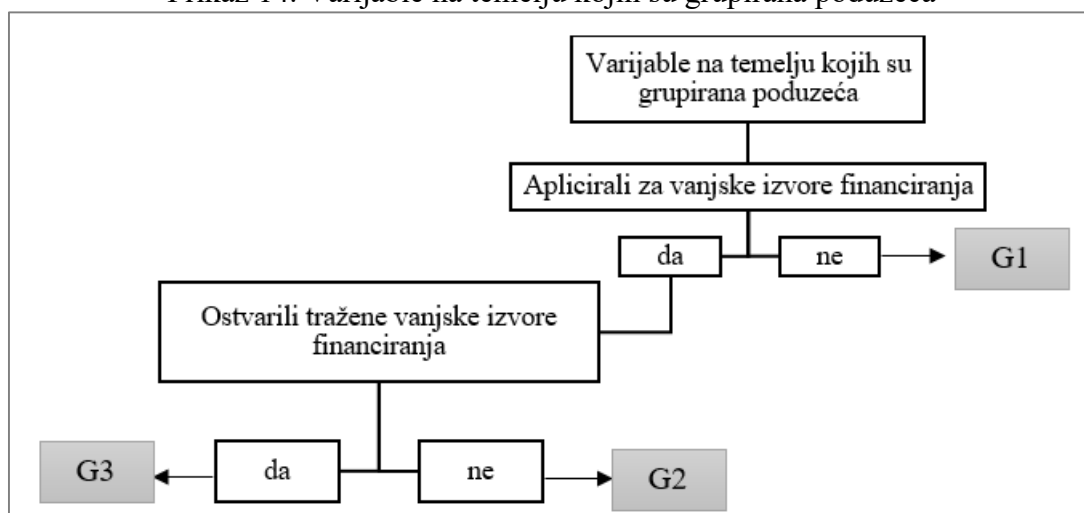 Prikaz 14. Varijable na temelju kojih su grupirana poduzeća
Varijable na temelju kojih su
grupirana poduzeća
Aplicirali za vanjske izvore financiranja
da
ne
G1
Ostvarili tražene vanjske izvore
financiranja
G3
da
ne
G2